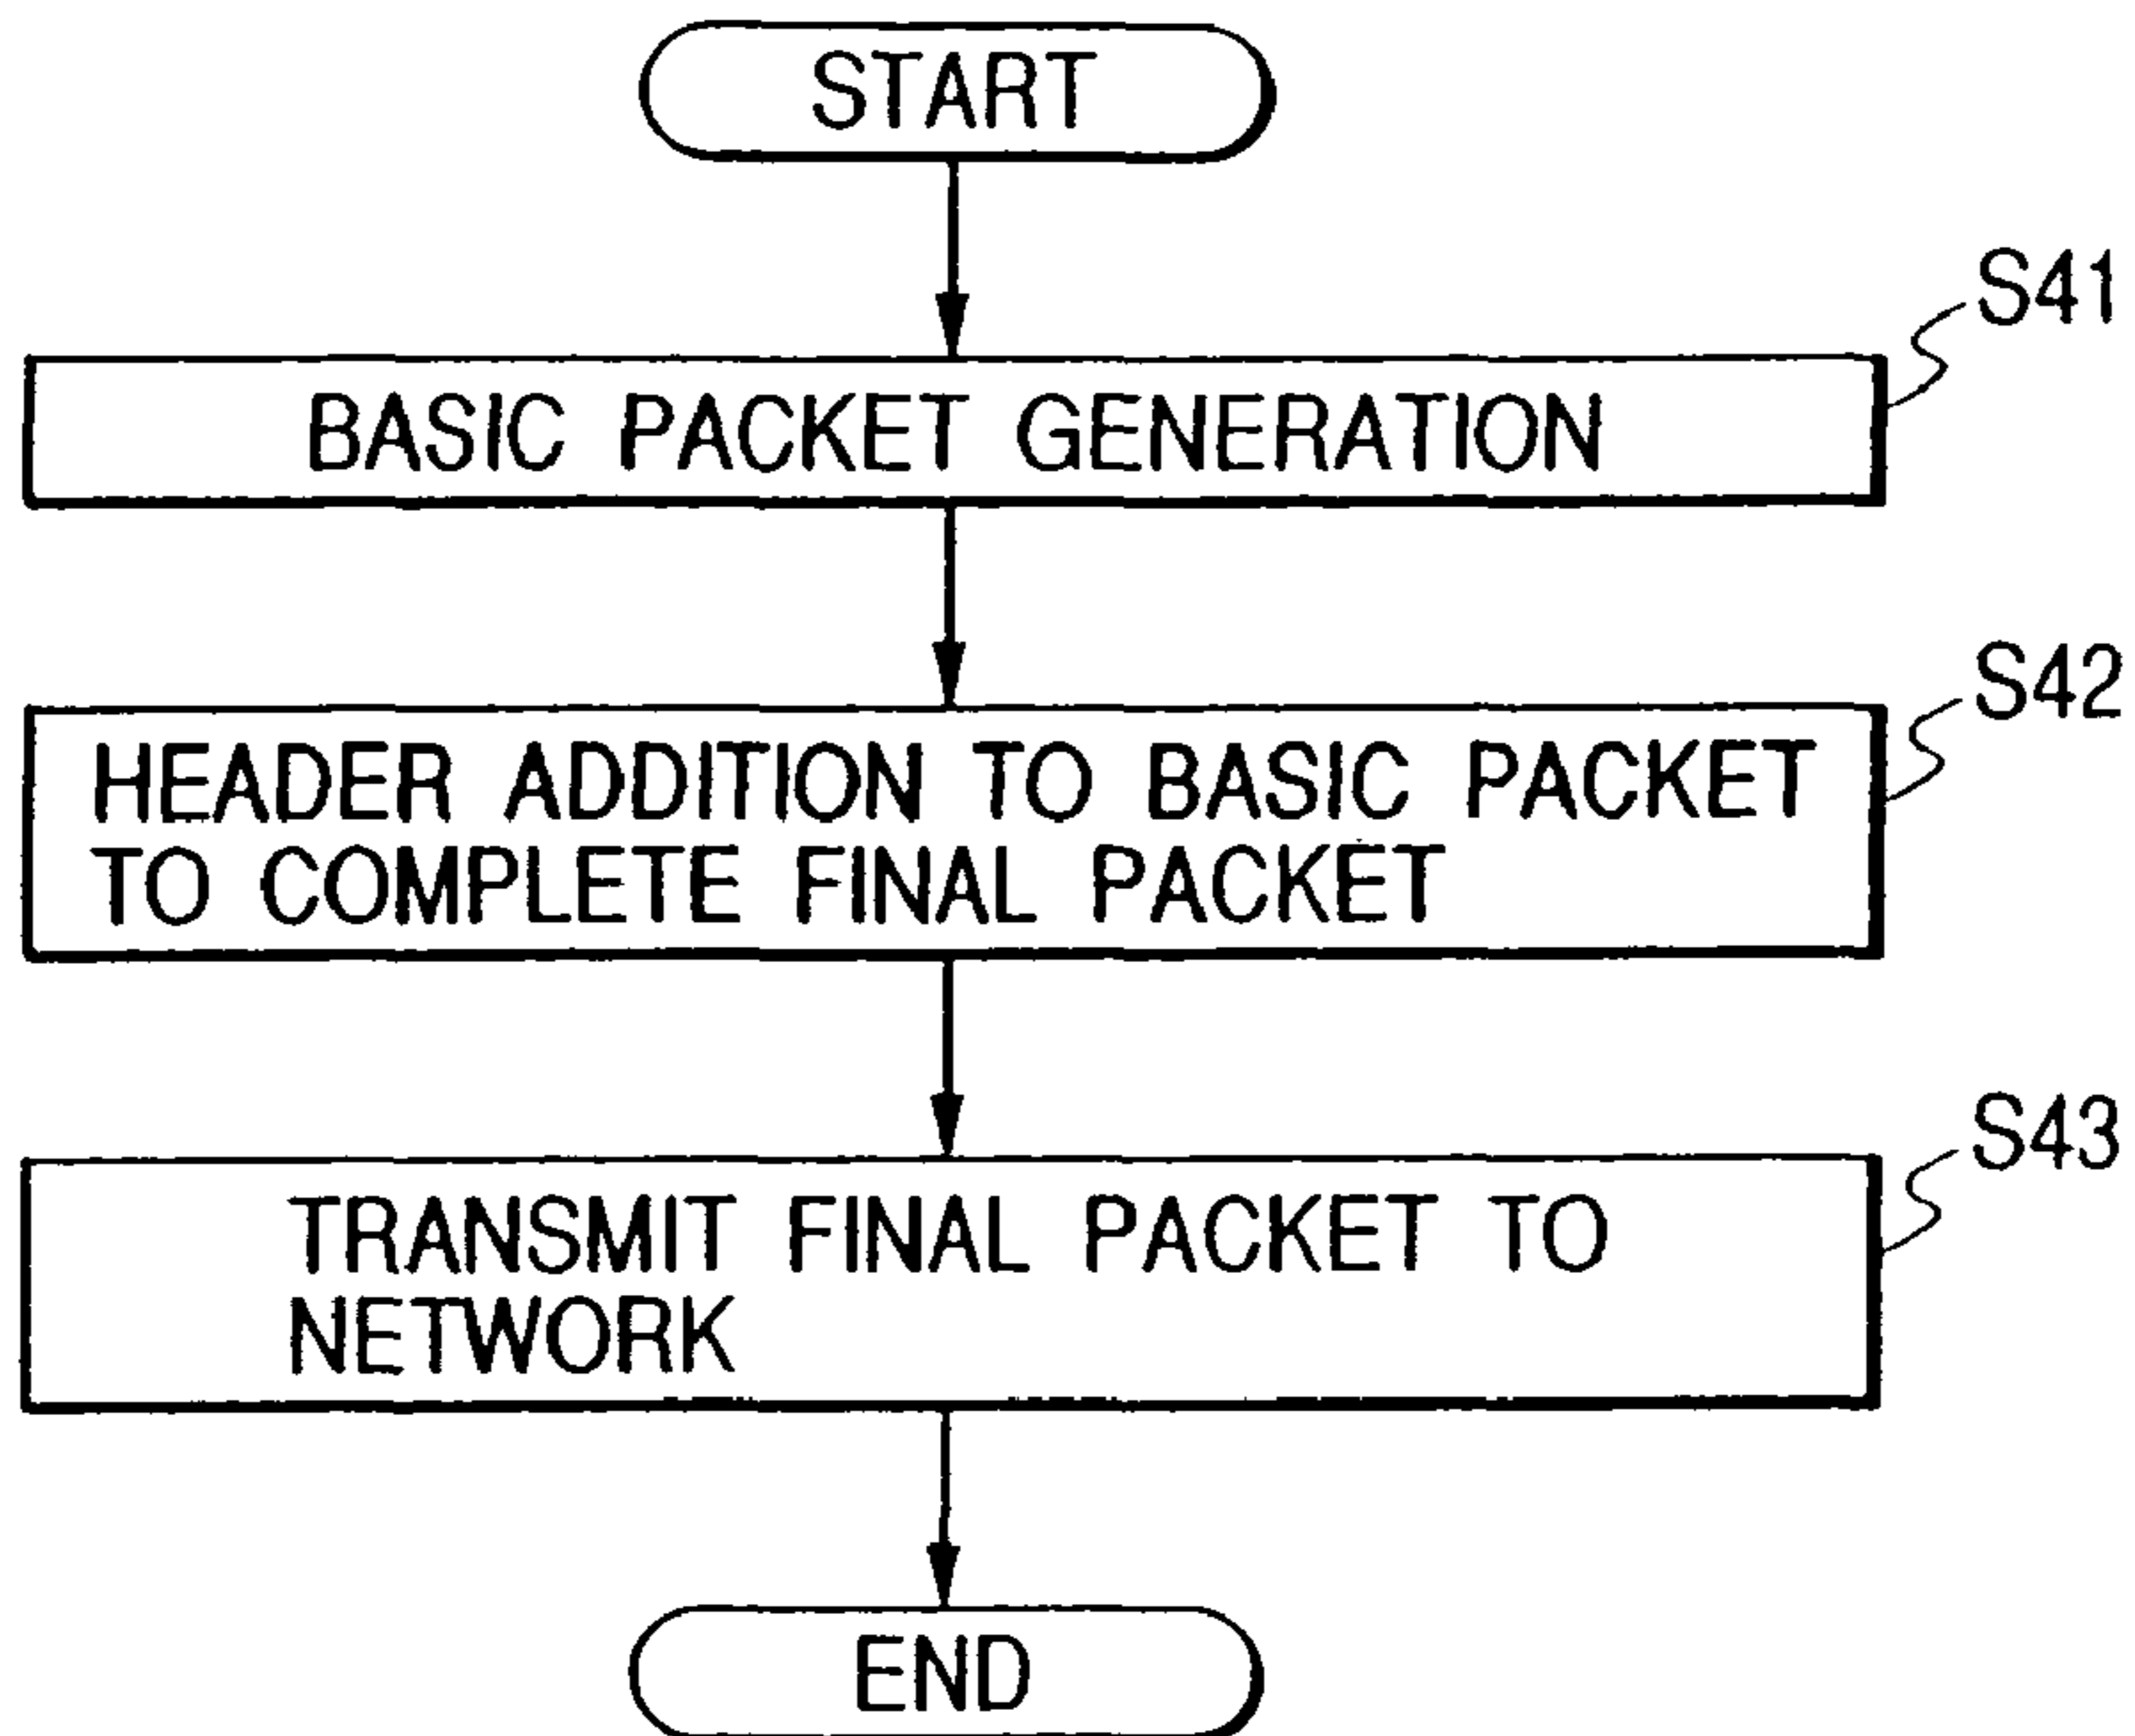 START
S41
BASIC PACKET GENERATION
S42
HEADER ADDITION TO BASIC PACKET
TO COMPLETE FINAL PACKET
S43
TRANSMIT FINAL PACKET TO
NETWORK
END